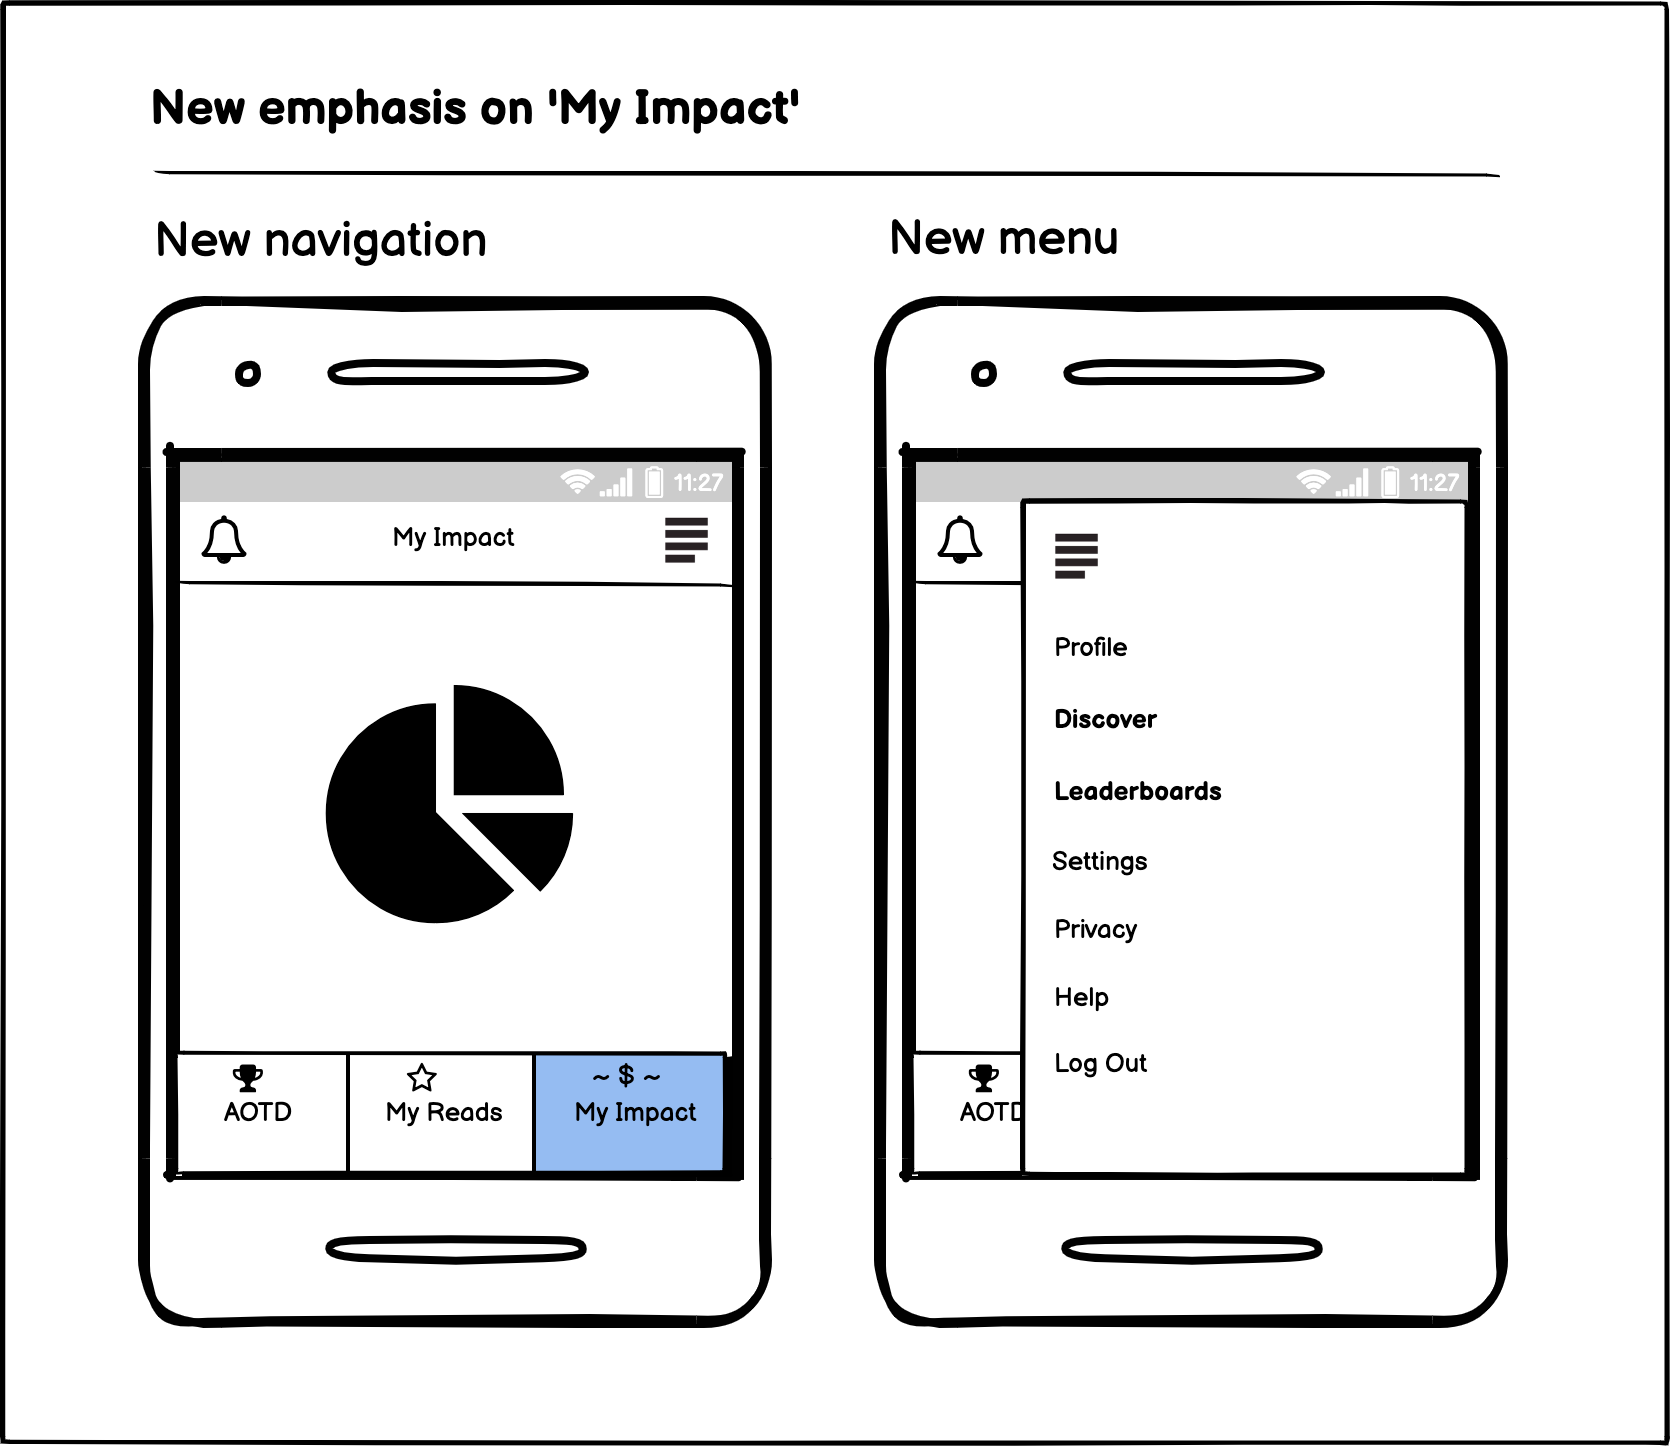 New emphasis on 'My Impact'
New navigation
New menu
11:27
My Impact
~ $ ~
AOTD
My Reads
My Impact
11:27
Profile
Discover
Leaderboards
Settings
Privacy
Help
Log Out
AOTD